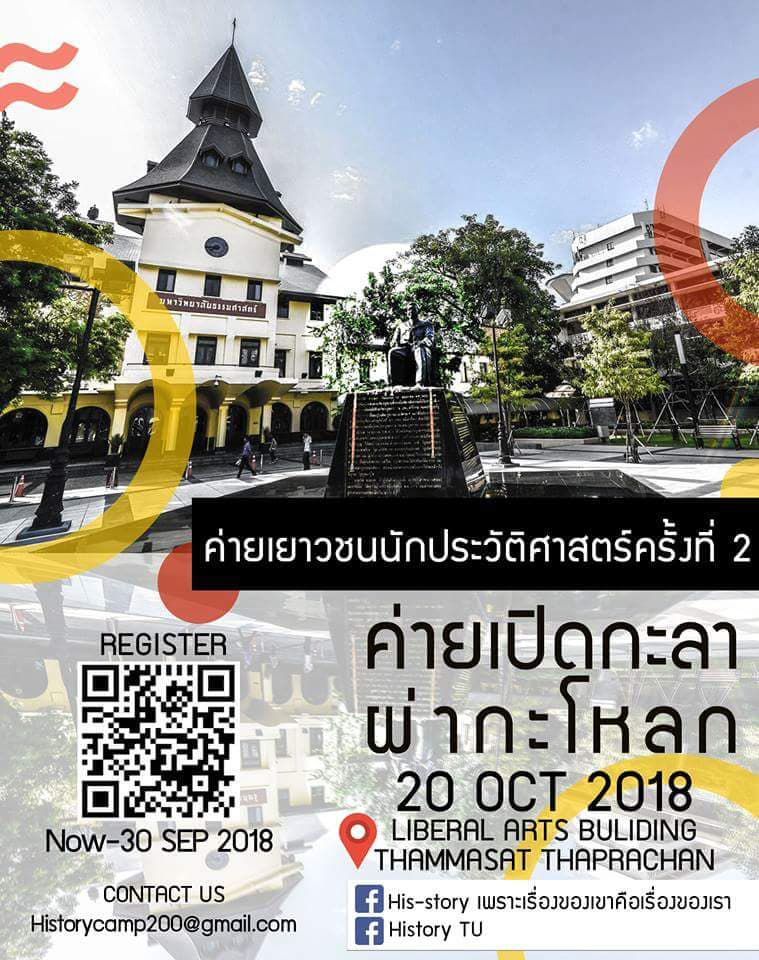 มหาวิทยาลัยธรรมศาสตร์
ค่ายเยาวชนนักประวัติศาสตร์ครั้งที่ 2
ค่ายเปิดกะลา
ผ่ากะโหลก
20 OCT 2018
LIBERAL ARTS BULIDING
THAMMASAT THAPRACHAN
REGISTER
Now-30 SEP 2018
CONTACT US
Historycamp200@gmail.com
His-story เพราะเรื่องของเขาคือเรื่องของเรา
History TU